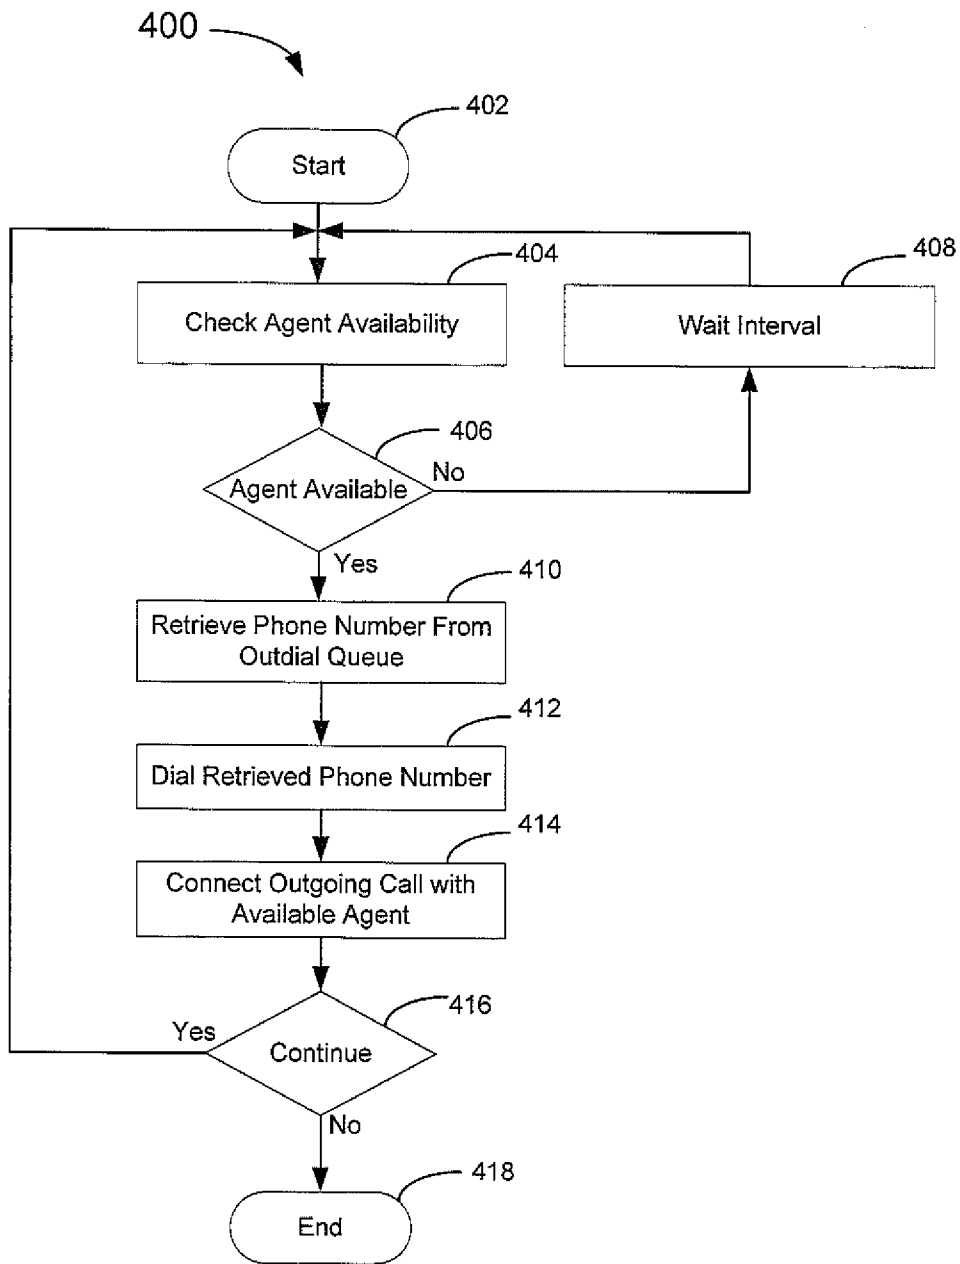 400
402
Start
404
Check Agent Availability
408
Wait Interval
406
Agent Available
No
Yes
410
Retrieve Phone Number From
Outdial Queue
412
Dial Retrieved Phone Number
414
Connect Outgoing Call with
Available Agent
416
Yes
Continue
No
418
End